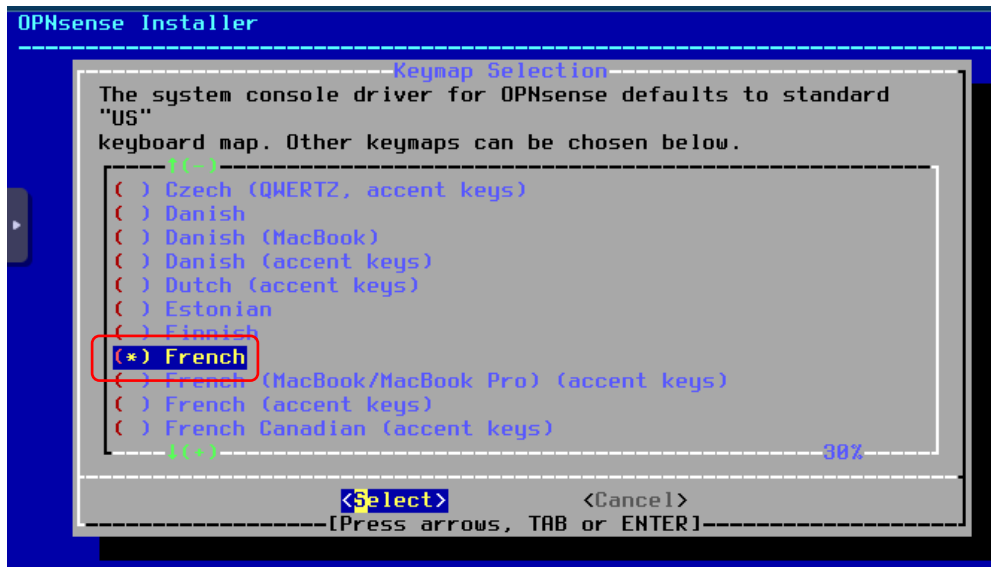 OPNsense Installer
Keymap Selection
The system console driver for OPNsense defaults to standard
"US"
keyboard map. Other keymaps can be chosen below.
↑(-)
( ) Czech (QWERTZ, accent keys)
( ) Danish
( ) Danish (MacBook)
( ) Danish (accent keys)
( ) Dutch (accent keys)
( ) Estonian
( ) Finnish
(*) French
( ) French (MacBook/MacBook Pro) (accent keys)
( ) French (accent keys)
( ) French Canadian (accent keys)
↓(+) 30%
<Select> <Cancel>
[Press arrows, TAB or ENTER]